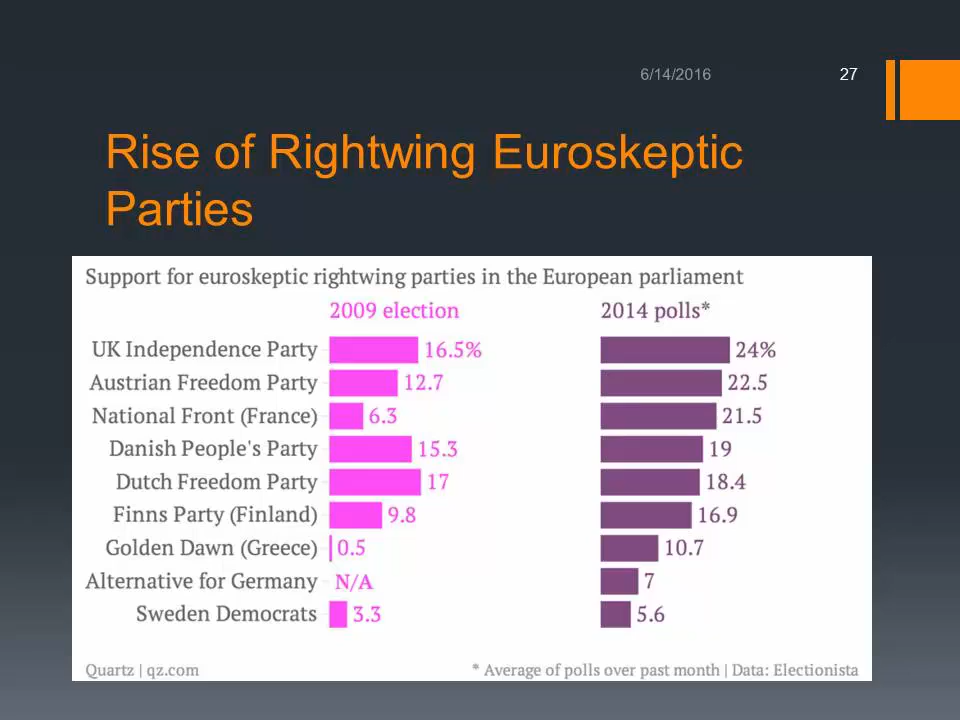 6/14/2016 27
Rise of Rightwing Euroskeptic
Parties
Support for euroskeptic rightwing parties in the European parliament
2009 election 2014 polls*
UK Independence Party 16.5% 24%
Austrian Freedom Party 12.7 22.5
National Front (France) 6.3 21.5
Danish People's Party 15.3 19
Dutch Freedom Party 17 18.4
Finns Party (Finland) 9.8 16.9
Golden Dawn (Greece) 0.5 10.7
Alternative for Germany N/A 7
Sweden Democrats 3.3 5.6
Quartz | qz.com * Average of polls over past month | Data: Electionista